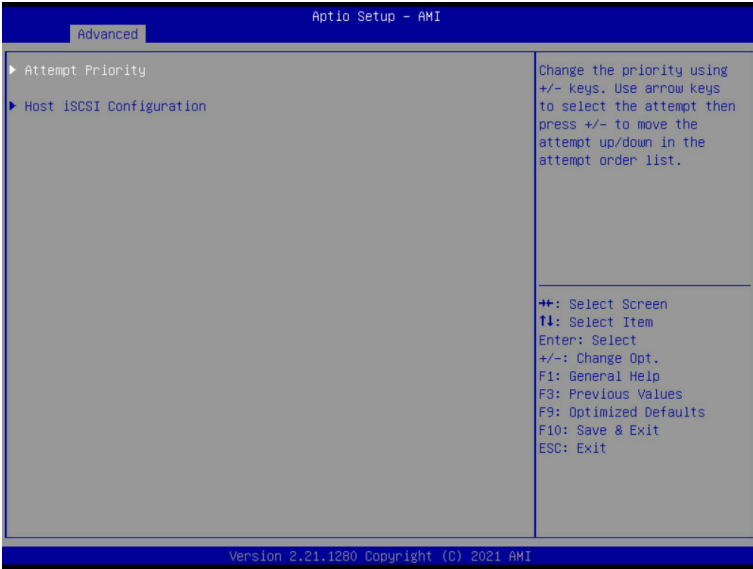 Aptio Setup – AMI
Advanced
▶ Attempt Priority
▶ Host iSCSI Configuration
Change the priority using
+/- keys. Use arrow keys
to select the attempt then
press +/- to move the
attempt up/down in the
attempt order list.
→←: Select Screen
↑↓: Select Item
Enter: Select
+/-: Change Opt.
F1: General Help
F3: Previous Values
F9: Optimized Defaults
F10: Save & Exit
ESC: Exit
Version 2.21.1280 Copyright (C) 2021 AMI